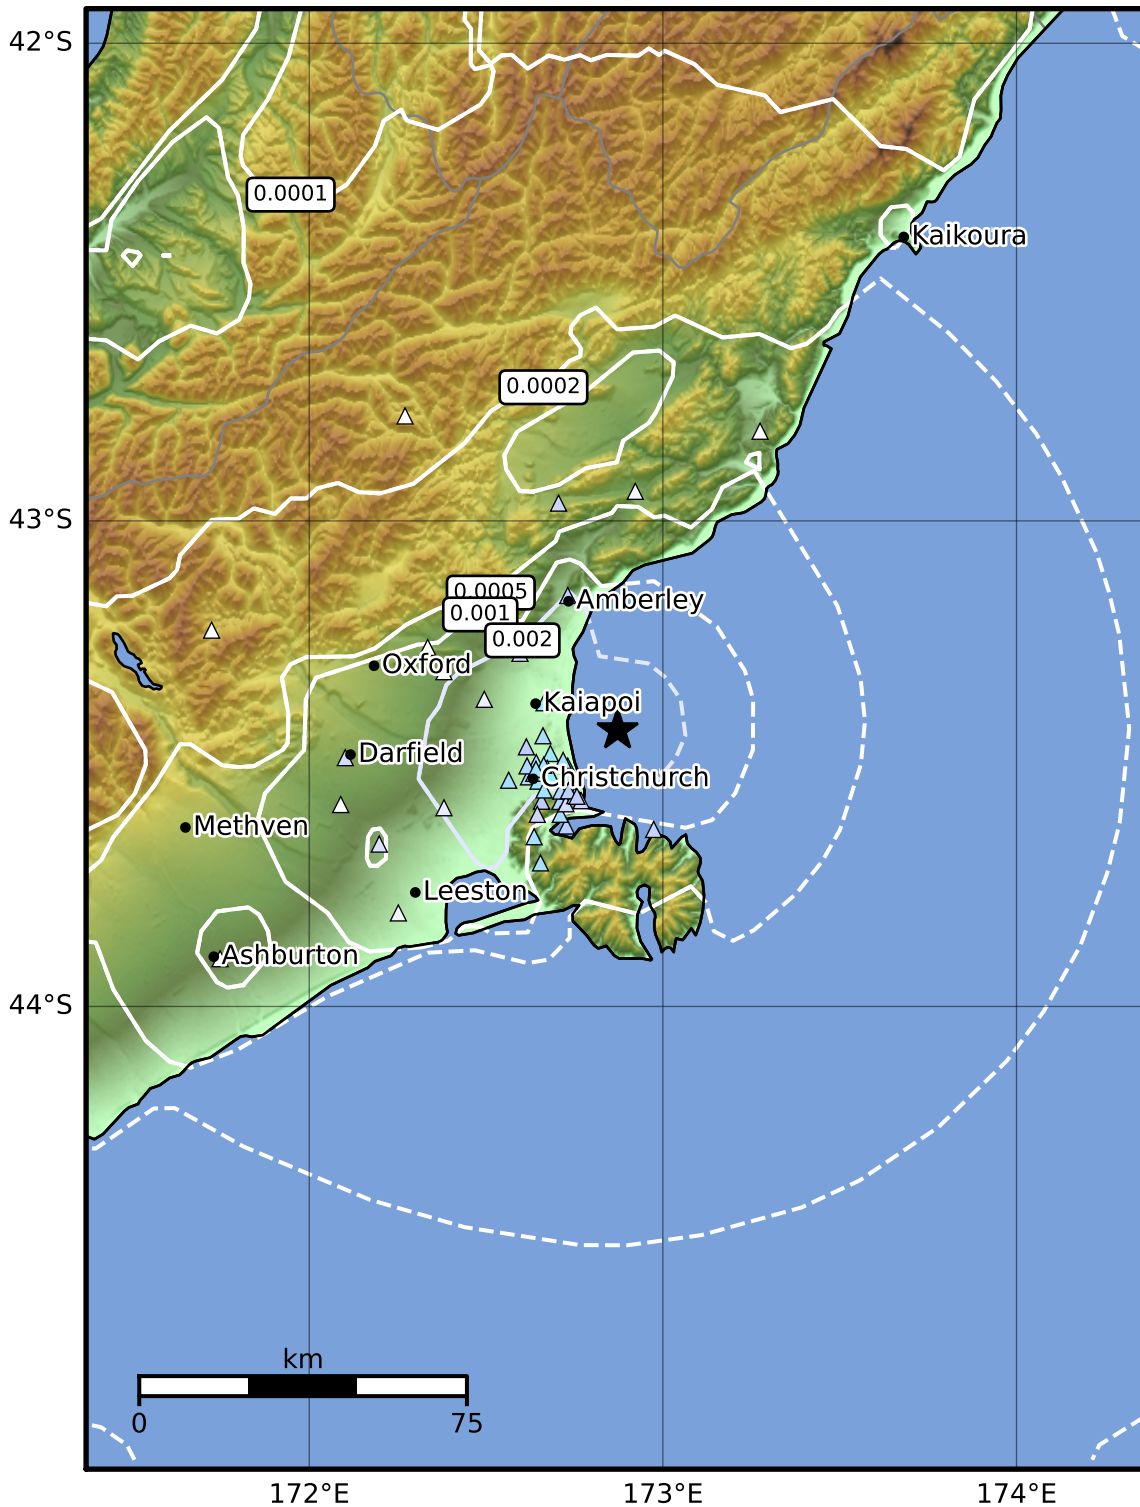 42°S
0.0001
Kaikoura
0.0002
43°S
0.0005
0.001
0.002
Amberley
Oxford
Kaiapoi
Darfield
Christchurch
Methven
Leeston
Ashburton
44°S
km
0
75
172°E
173°E
174°E